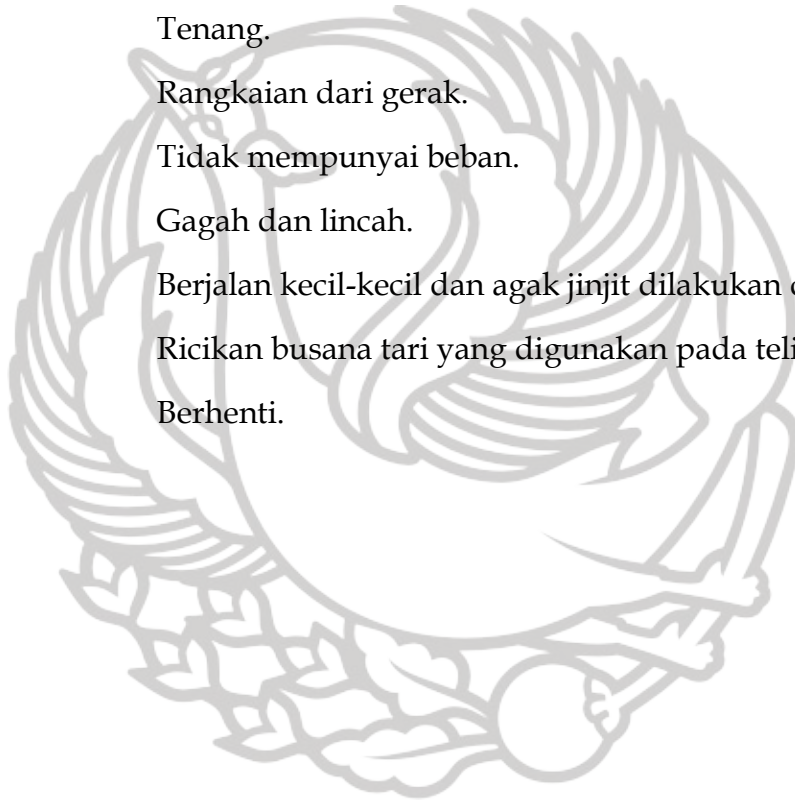 Tenang.
Rangkaian dari gerak.
Tidak mempunyai beban.
Gagah dan lincah.
Berjalan kecil-kecil dan agak jinjit dilakukan
Ricikan busana tari yang digunakan pada
Berhenti.